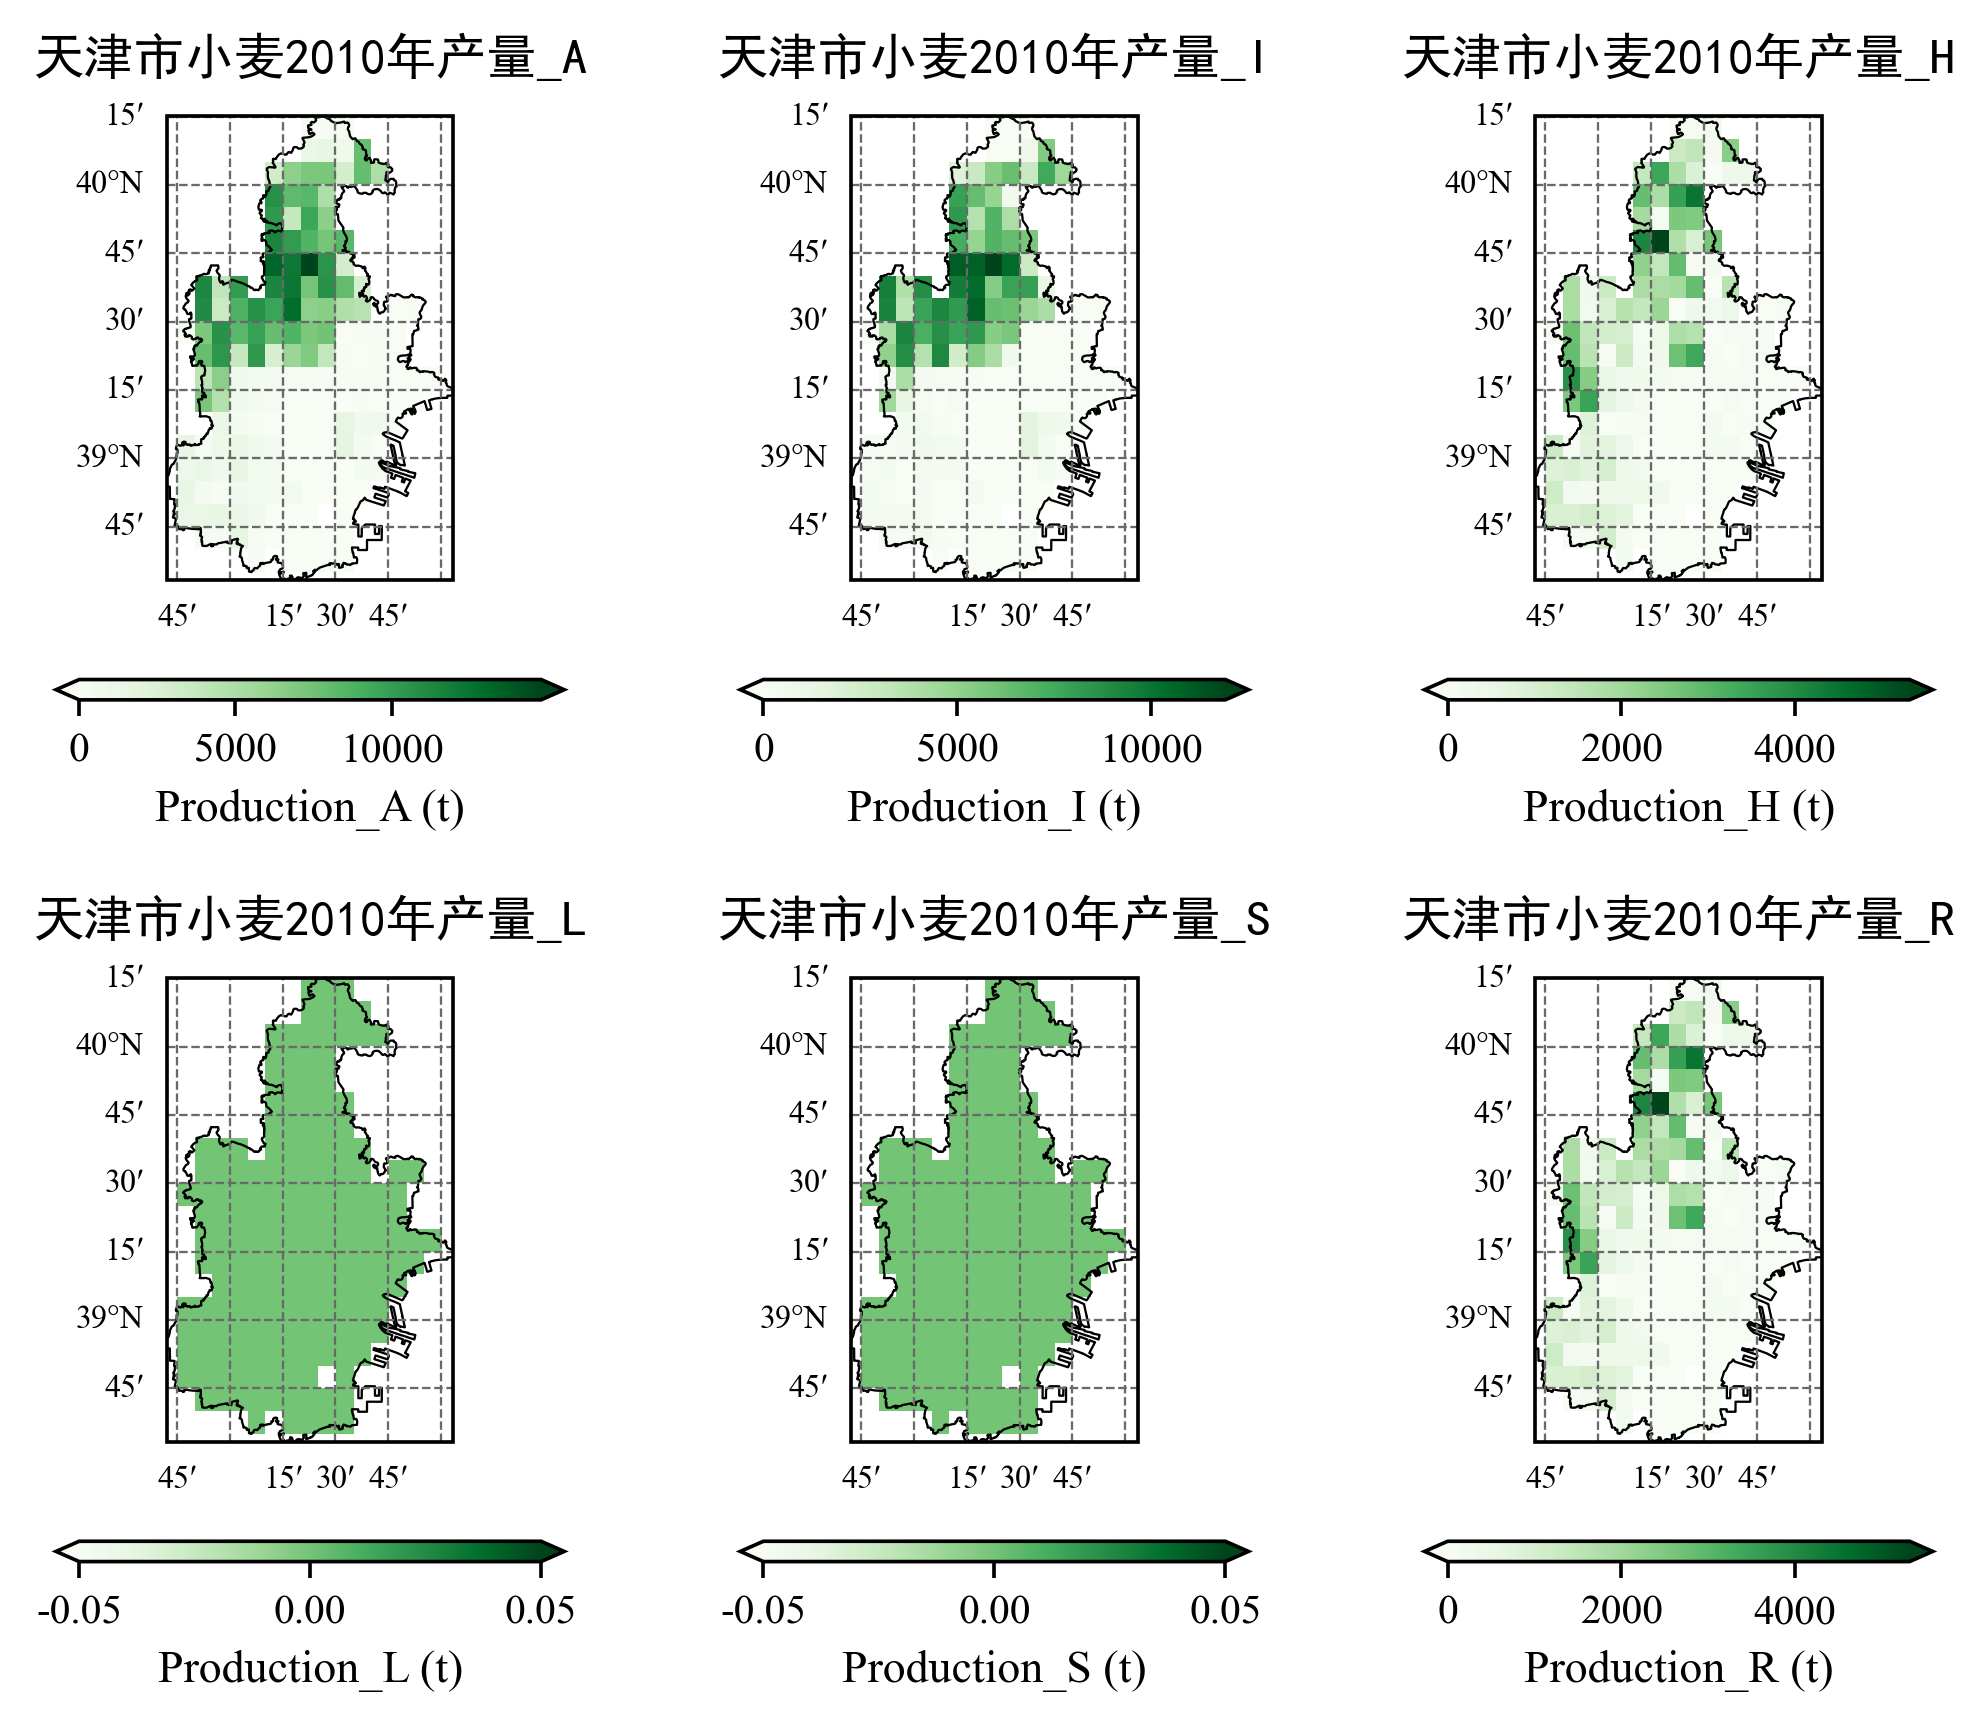 天津市小麦2010年产量_A
15′
40°N
45′
30′
15′
39°N
45′
45′ 15′ 30′ 45′
0 5000 10000
Production_A (t)
天津市小麦2010年产量_I
15′
40°N
45′
30′
15′
39°N
45′
45′ 15′ 30′ 45′
0 5000 10000
Production_I (t)
天津市小麦2010年产量_H
15′
40°N
45′
30′
15′
39°N
45′
45′ 15′ 30′ 45′
0 2000 4000
Production_H (t)
天津市小麦2010年产量_L
15′
40°N
45′
30′
15′
39°N
45′
45′ 15′ 30′ 45′
-0.05 0.00 0.05
Production_L (t)
天津市小麦2010年产量_S
15′
40°N
45′
30′
15′
39°N
45′
45′ 15′ 30′ 45′
-0.05 0.00 0.05
Production_S (t)
天津市小麦2010年产量_R
15′
40°N
45′
30′
15′
39°N
45′
45′ 15′ 30′ 45′
0 2000 4000
Production_R (t)